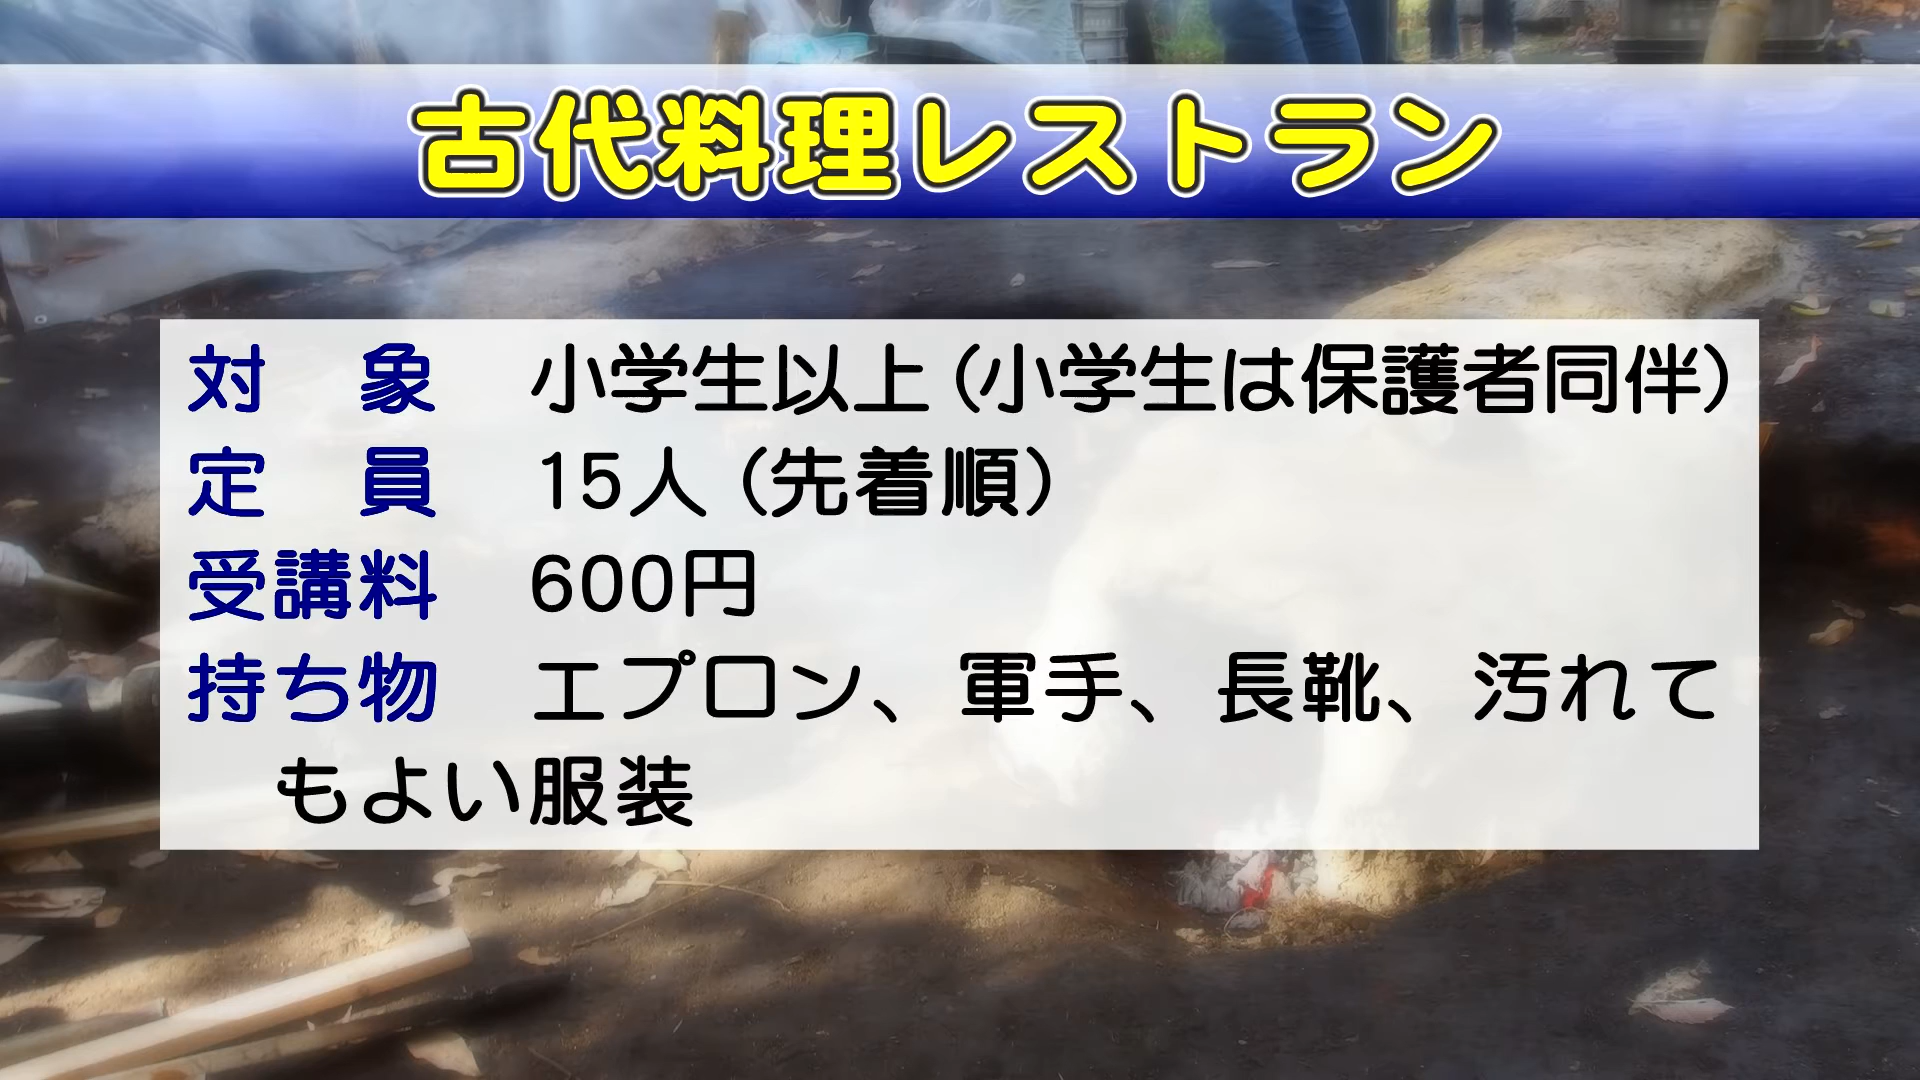 古代料理レストラン
対　象　小学生以上(小学生は保護者同伴)
定　員　15人(先着順)
受講料　600円
持ち物　エプロン、軍手、長靴、汚れて
もよい服装